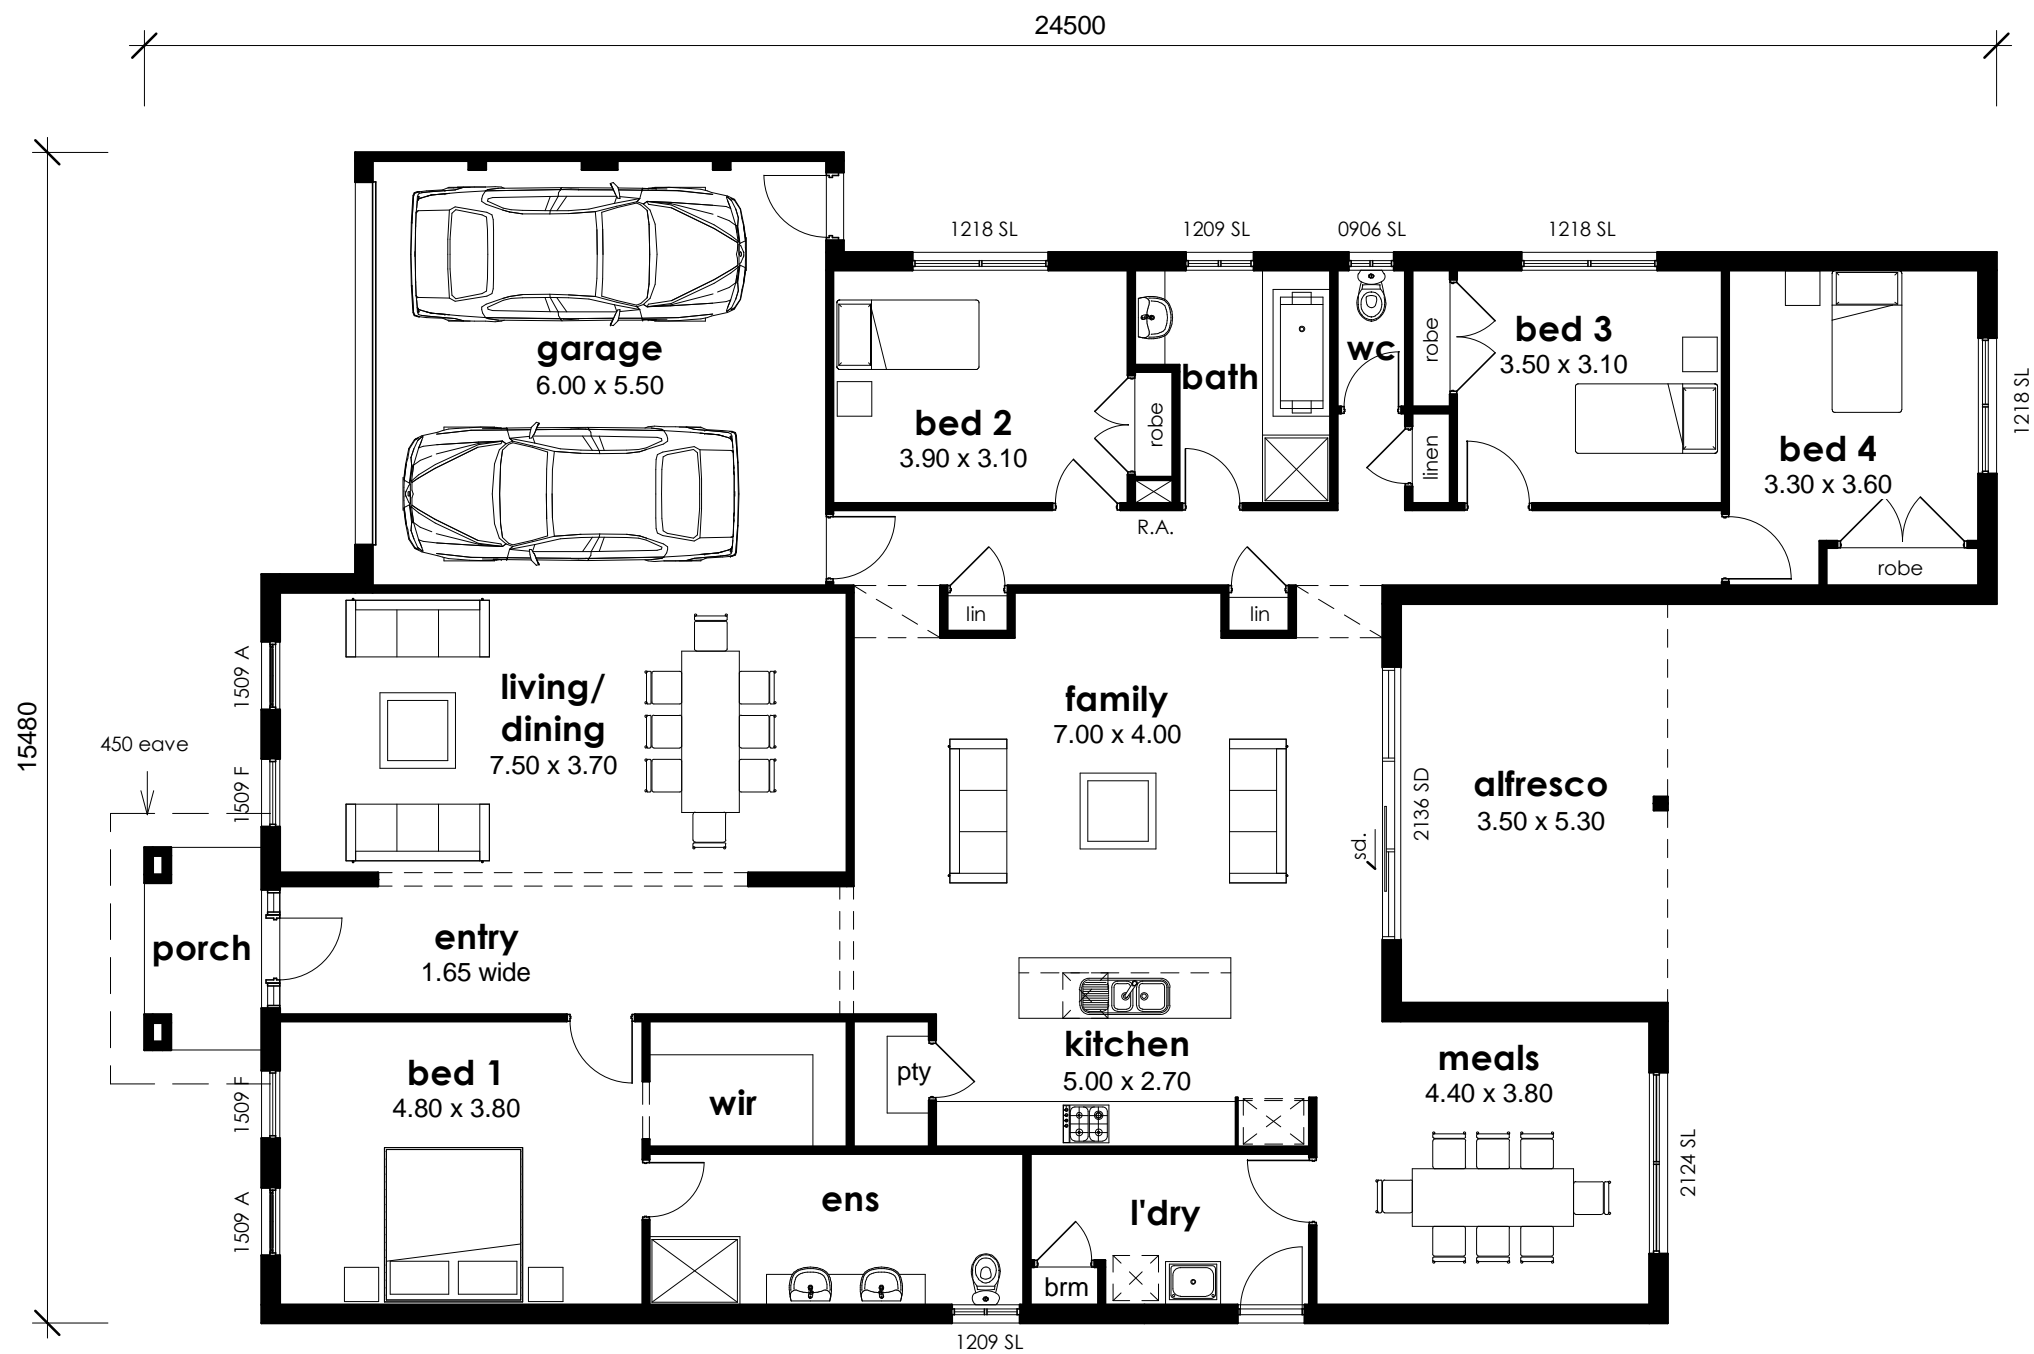 24500
1218 SL
1209 SL
0906 SL
1218 SL
garage
6.00 x 5.50
bed 2
3.90 x 3.10
robe
bath
wc
robe
linen
bed 3
3.50 x 3.10
bed 4
3.30 x 3.60
robe
1218 SL
R.A.
lin
lin
15480
450 eave
1509 A
1509 F
living/
dining
7.50 x 3.70
family
7.00 x 4.00
sd.
2136 SD
alfresco
3.50 x 5.30
porch
entry
1.65 wide
kitchen
5.00 x 2.70
pty
meals
4.40 x 3.80
2124 SL
1509 F
1509 A
bed 1
4.80 x 3.80
wir
ens
l'dry
brm
1209 SL